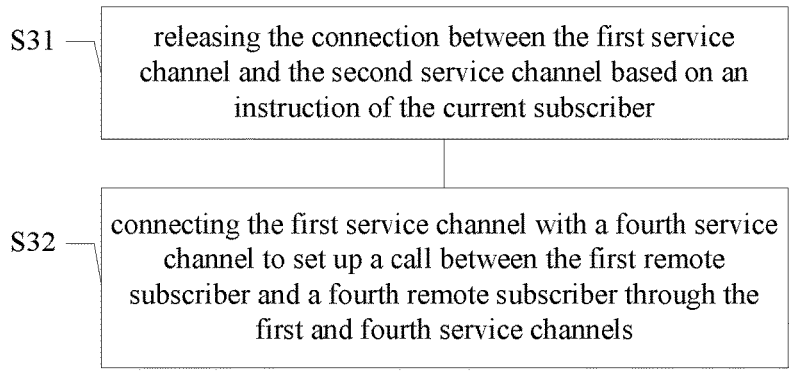 S31
releasing the connection between the first service
channel and the second service channel based on an
instruction of the current subscriber
S32
connecting the first service channel with a fourth service
channel to set up a call between the first remote
subscriber and a fourth remote subscriber through the
first and fourth service channels